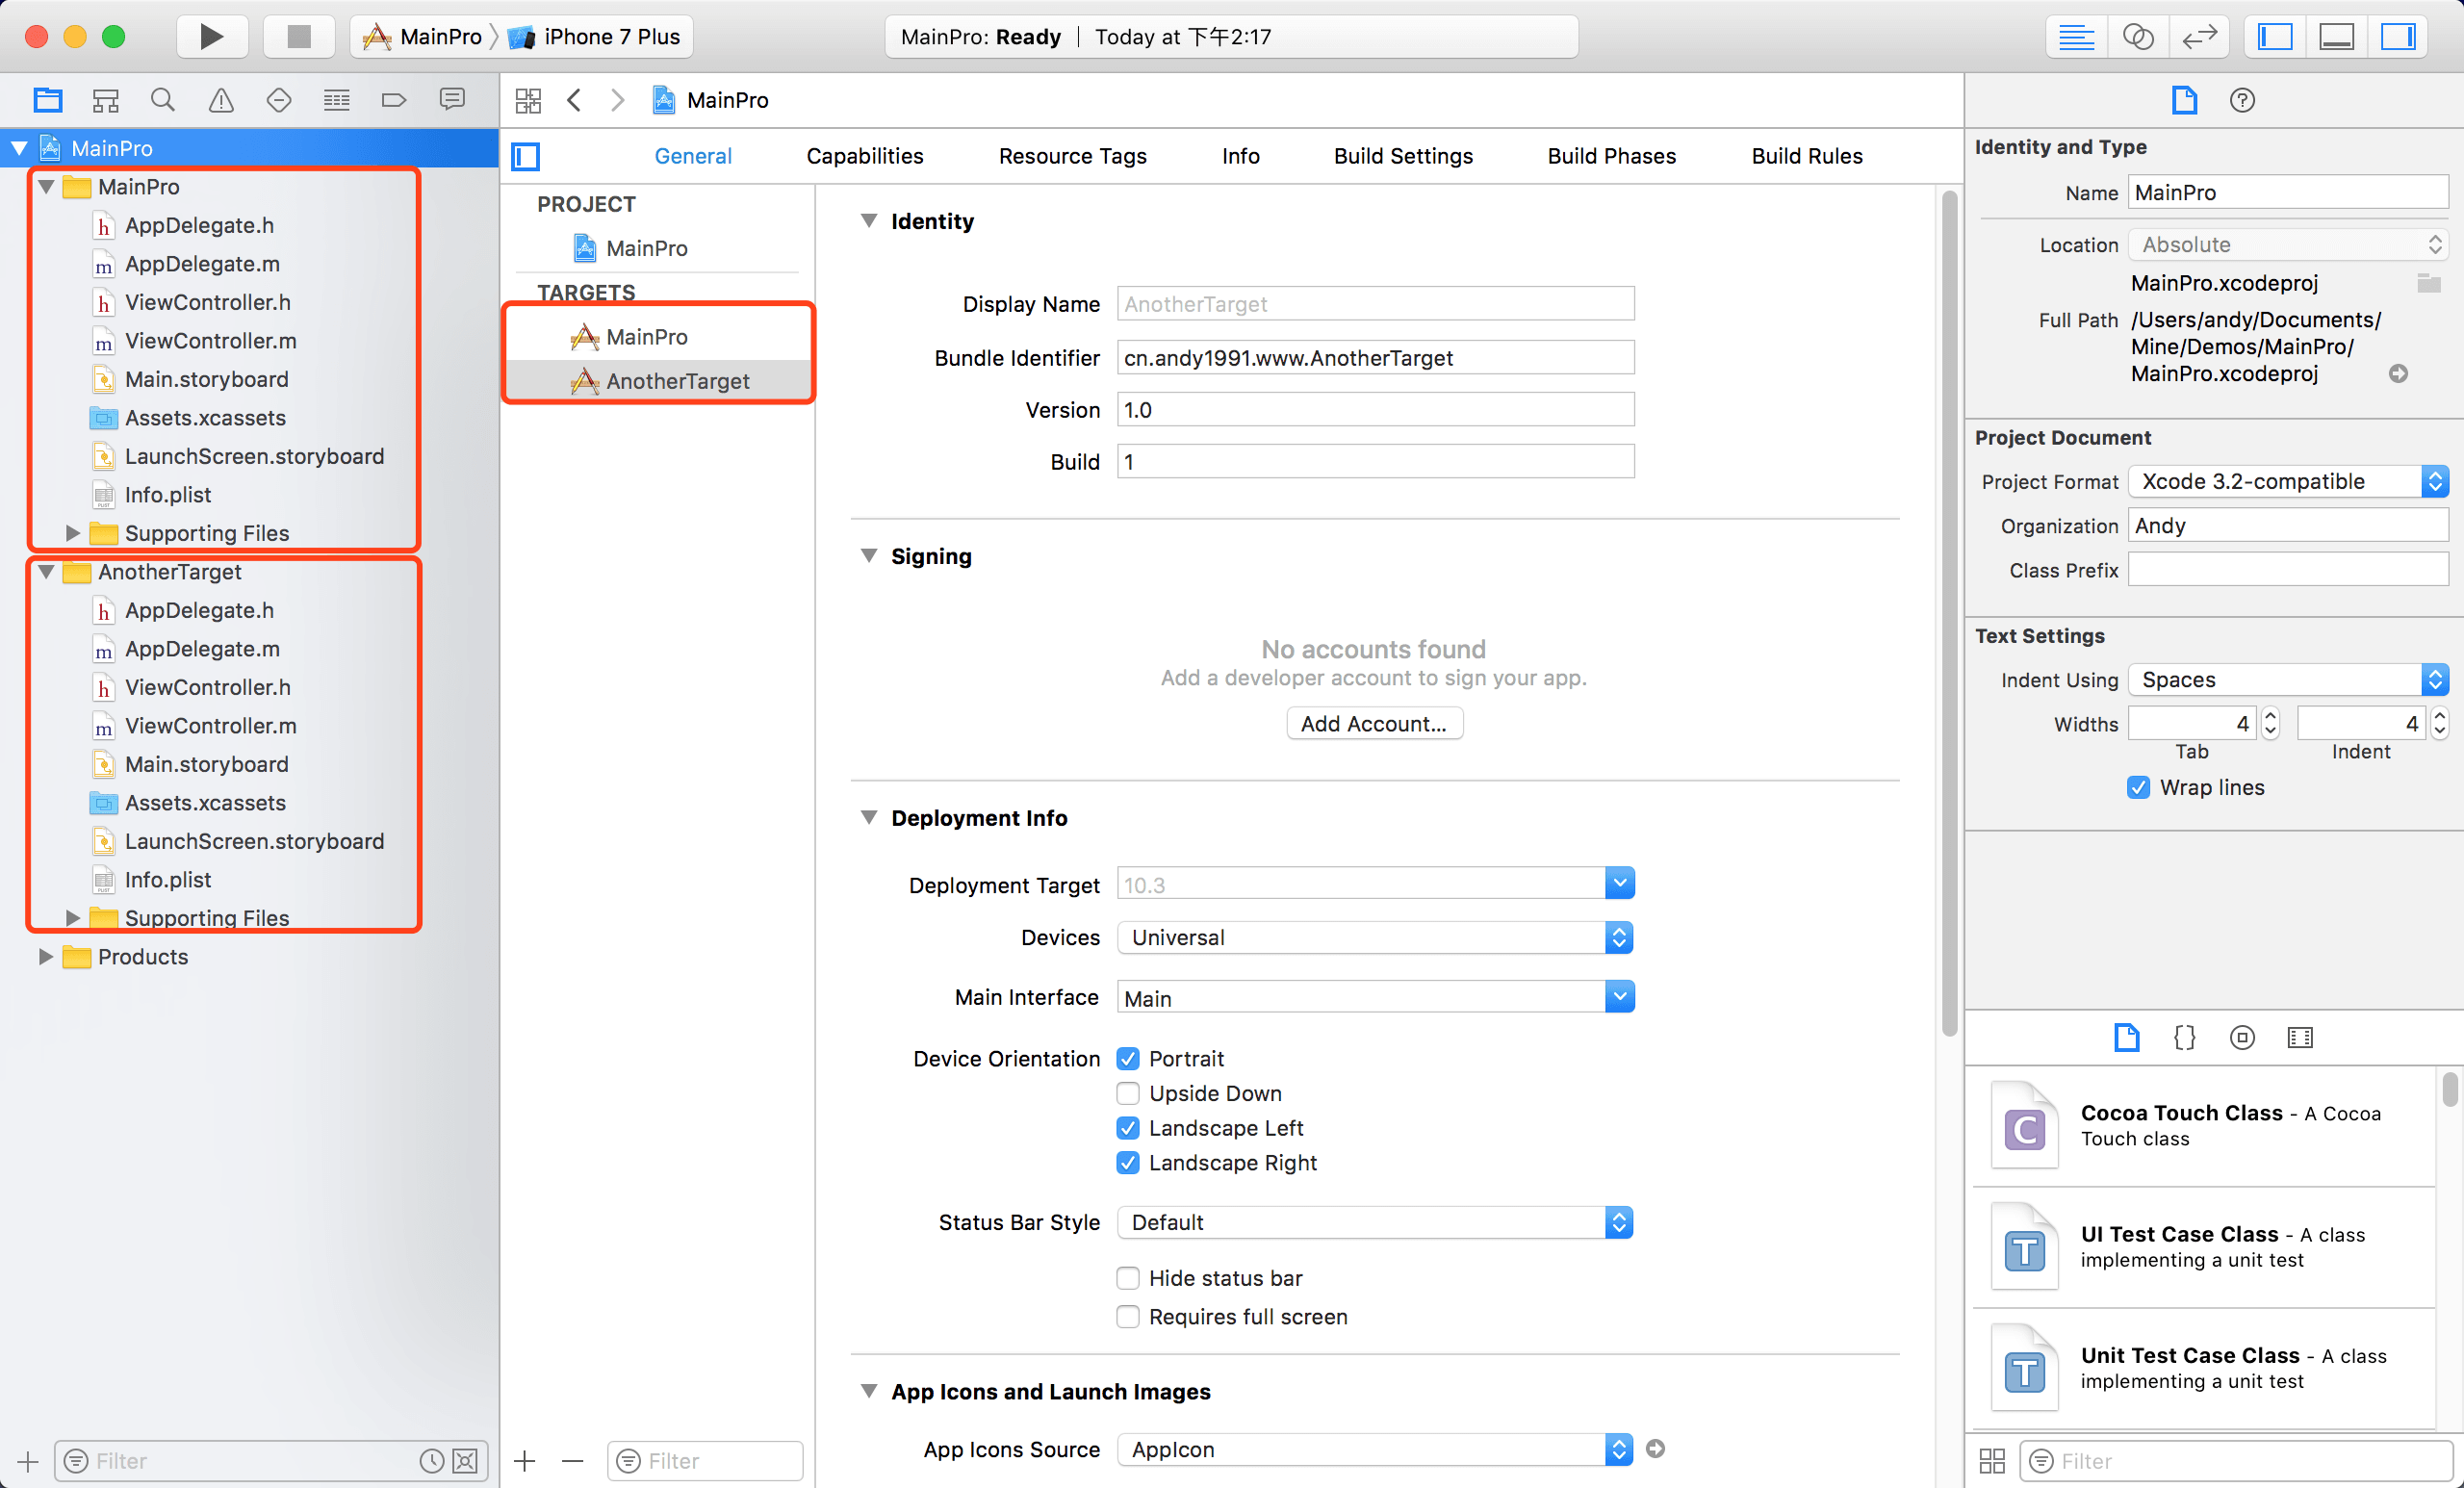 MainPro
iPhone 7 Plus
MainPro: Ready
Today at 下午2:17
MainPro
General
Capabilities
Resource Tags
Info
Build Settings
Build Phases
Build Rules
MainPro
MainPro
h AppDelegate.h
m AppDelegate.m
h ViewController.h
m ViewController.m
Main.storyboard
Assets.xcassets
LaunchScreen.storyboard
Info.plist
Supporting Files
AnotherTarget
h AppDelegate.h
m AppDelegate.m
h ViewController.h
m ViewController.m
Main.storyboard
Assets.xcassets
LaunchScreen.storyboard
Info.plist
Supporting Files
Products
Filter
PROJECT
MainPro
TARGETS
MainPro
AnotherTarget
Filter
Identity
Display Name AnotherTarget
Bundle Identifier cn.andy1991.www.AnotherTarget
Version 1.0
Build 1
Signing
No accounts found
Add a developer account to sign your app.
Add Account...
Deployment Info
Deployment Target 10.3
Devices Universal
Main Interface Main
Device Orientation Portrait
Upside Down
Landscape Left
Landscape Right
Status Bar Style Default
Hide status bar
Requires full screen
App Icons and Launch Images
App Icons Source AppIcon
Identity and Type
Name MainPro
Location Absolute
MainPro.xcodeproj
Full Path /Users/andy/Documents/
Mine/Demos/MainPro/
MainPro.xcodeproj
Project Document
Project Format Xcode 3.2-compatible
Organization Andy
Class Prefix
Text Settings
Indent Using Spaces
Widths 4 4
Tab Indent
Wrap lines
{}
C
Cocoa Touch Class - A Cocoa
Touch class
T
UI Test Case Class - A class
implementing a unit test
T
Unit Test Case Class - A class
implementing a unit test
Filter